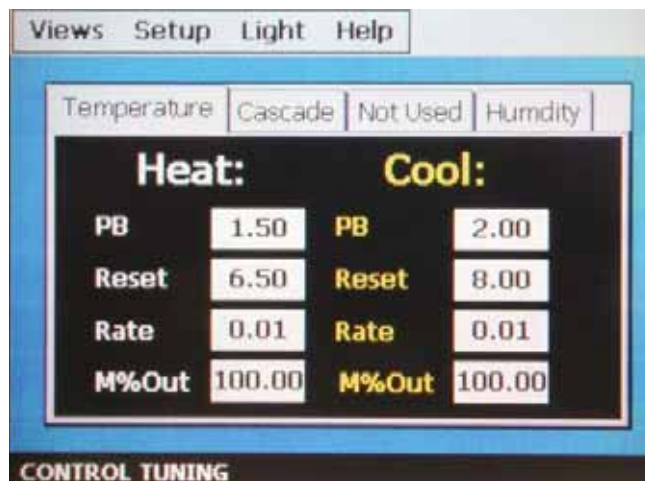 Views Setup Light Help
Temperature Cascade Not Used Humdity
Heat: Cool:
PB 1.50 PB 2.00
Reset 6.50 Reset 8.00
Rate 0.01 Rate 0.01
M%Out 100.00 M%Out 100.00
CONTROL TUNING